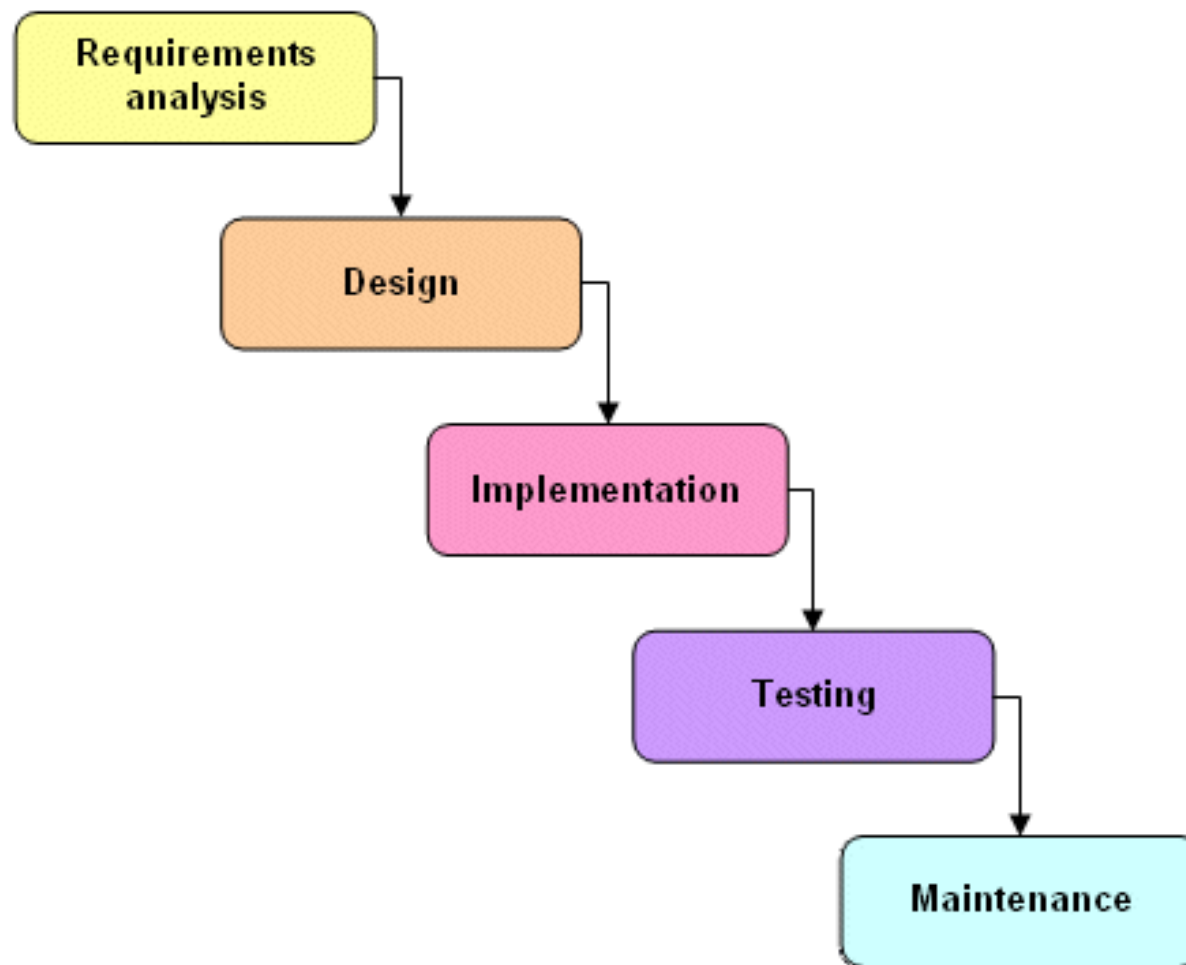 Requirements
analysis
Design
Implementation
Testing
Maintenance